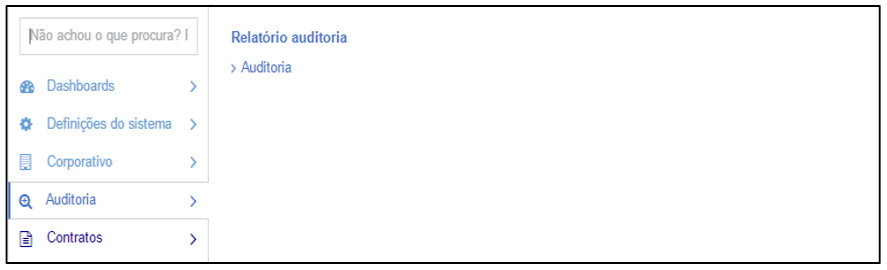 Não achou o que procura?
Dashboards
Definições do sistema
Corporativo
Auditoria
Contratos
Relatório auditoria
> Auditoria